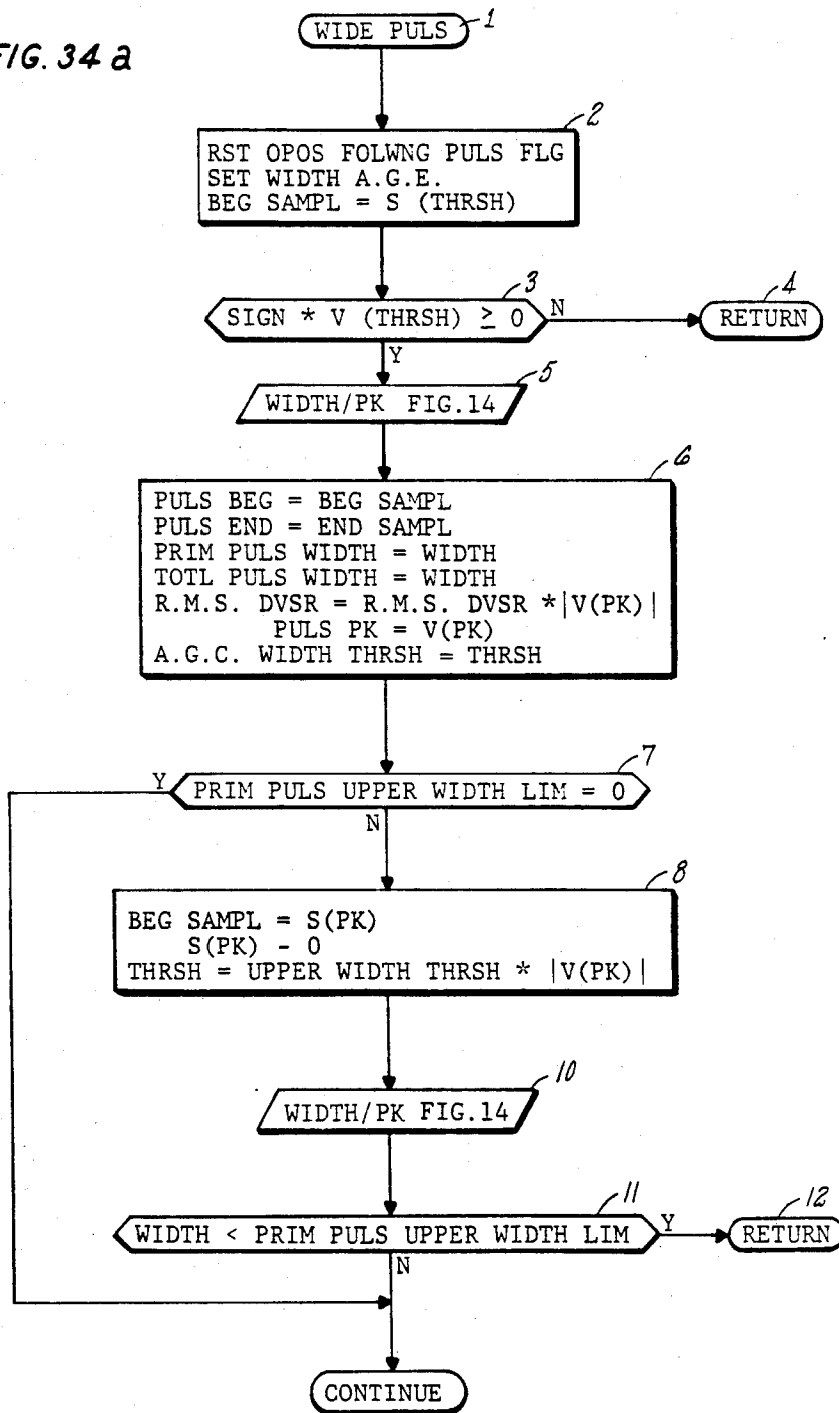 FIG. 34 a
WIDE PULS
1
2
RST OPOS FOLWNG PULS FLG
SET WIDTH A.G.E.
BEG SAMPL = S (THRSH)
3
SIGN * V (THRSH) ≥ 0
N
4
RETURN
Y
5
WIDTH/PK FIG.14
6
PULS BEG = BEG SAMPL
PULS END = END SAMPL
PRIM PULS WIDTH = WIDTH
TOTL PULS WIDTH = WIDTH
R.M.S. DVSR = R.M.S. DVSR *|V(PK)|
PULS PK = V(PK)
A.G.C. WIDTH THRSH = THRSH
7
Y
PRIM PULS UPPER WIDTH LIM = 0
N
8
BEG SAMPL = S(PK)
S(PK) - 0
THRSH = UPPER WIDTH THRSH * |V(PK)|
10
WIDTH/PK FIG.14
11
WIDTH < PRIM PULS UPPER WIDTH LIM
Y
12
RETURN
N
CONTINUE